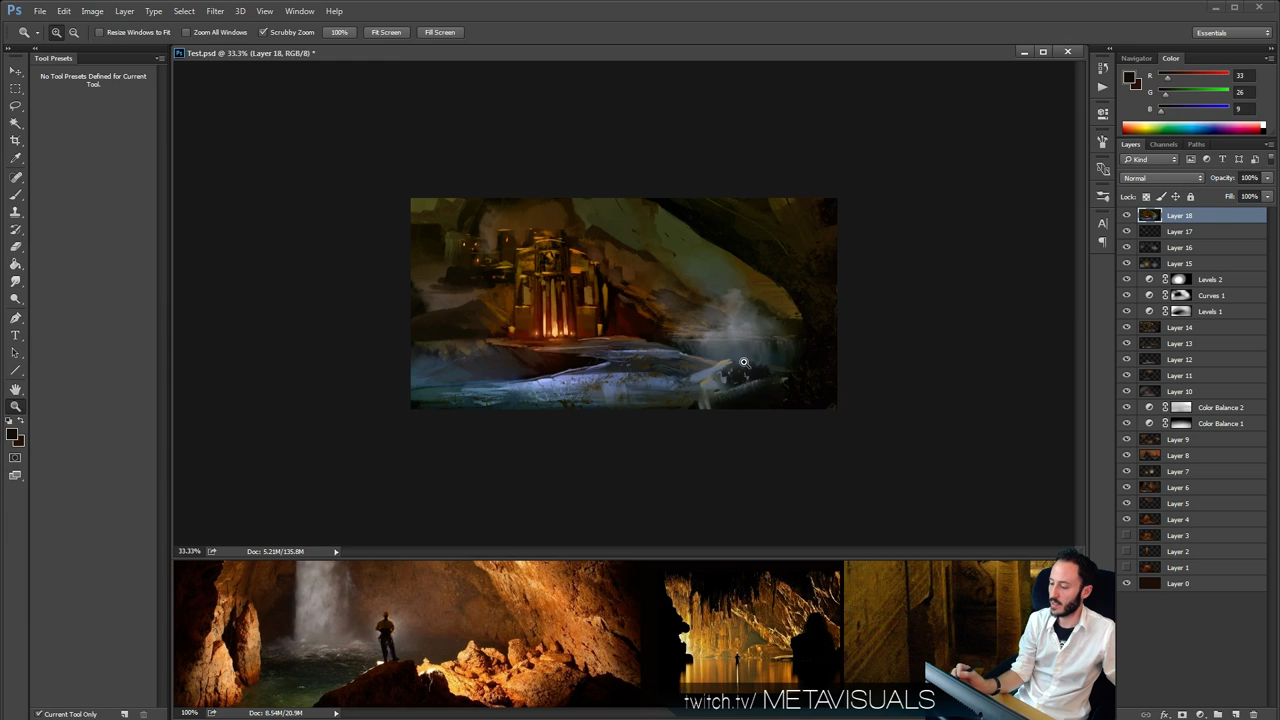 Ps File Edit Image Layer Type Select Filter 3D View Window Help
Resize Windows to Fit Zoom All Windows Scrubby Zoom 100% Fit Screen Fill Screen Essentials
Tool Presets
No Tool Presets Defined for Current
Tool.
Test.psd @ 33.3% (Layer 18, RGB/8) *
Navigator Color
R 33
G 26
B 9
Layers Channels Paths
Kind
Normal Opacity: 100%
Lock: Fill: 100%
Layer 18
Layer 17
Layer 16
Layer 15
Levels 2
Curves 1
Levels 1
Layer 14
Layer 13
Layer 12
Layer 11
Layer 10
Color Balance 2
Color Balance 1
Layer 9
Layer 8
Layer 7
Layer 6
Layer 5
Layer 4
Layer 3
Layer 2
Layer 1
Layer 0
33.33% Doc: 5.21M/135.8M
twitch.tv/ METAVISUALS
100% Doc: 8.54M/20.9M
Current Tool Only